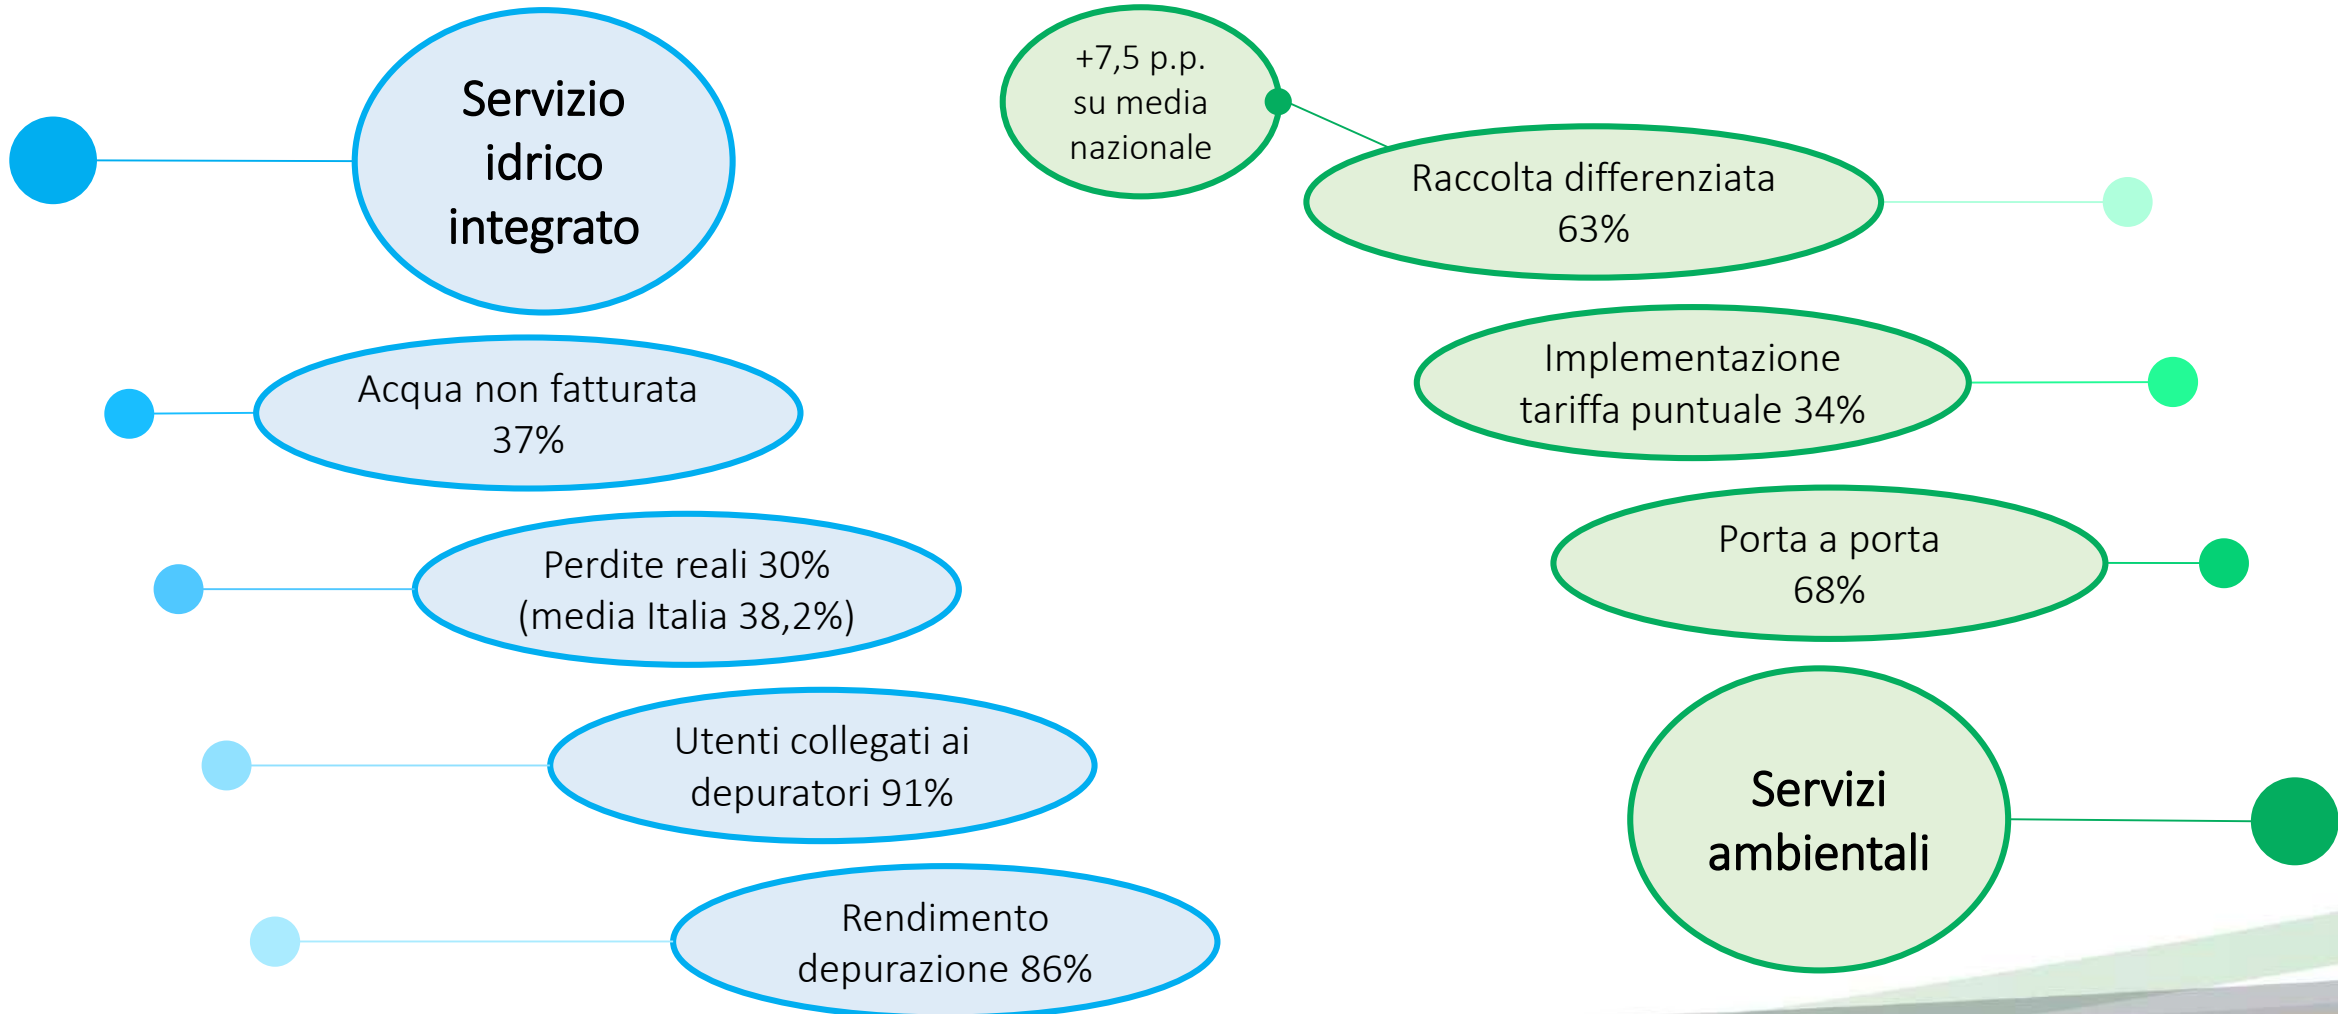 Servizio
idrico
integrato
Acqua non fatturata
37%
Perdite reali 30%
(media Italia 38,2%)
Utenti collegati ai
depuratori 91%
Rendimento
depurazione 86%
+7,5 p.p.
su media
nazionale
Raccolta differenziata
63%
Implementazione
tariffa puntuale 34%
Porta a porta
68%
Servizi
ambientali